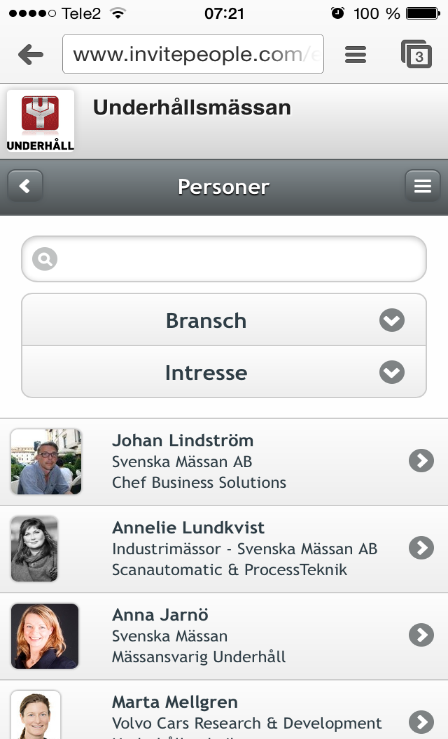 Tele2 07:21 100 %
www.invitepeople.com/
3
Underhållsmässan
UNDERHÅLL
Personer
Bransch
Intresse
Johan Lindström
Svenska Mässan AB
Chef Business Solutions
Annelie Lundkvist
Industrimässor - Svenska Mässan AB
Scanautomatic & ProcessTeknik
Anna Jarnö
Svenska Mässan
Mässansvarig Underhåll
Marta Mellgren
Volvo Cars Research & Development